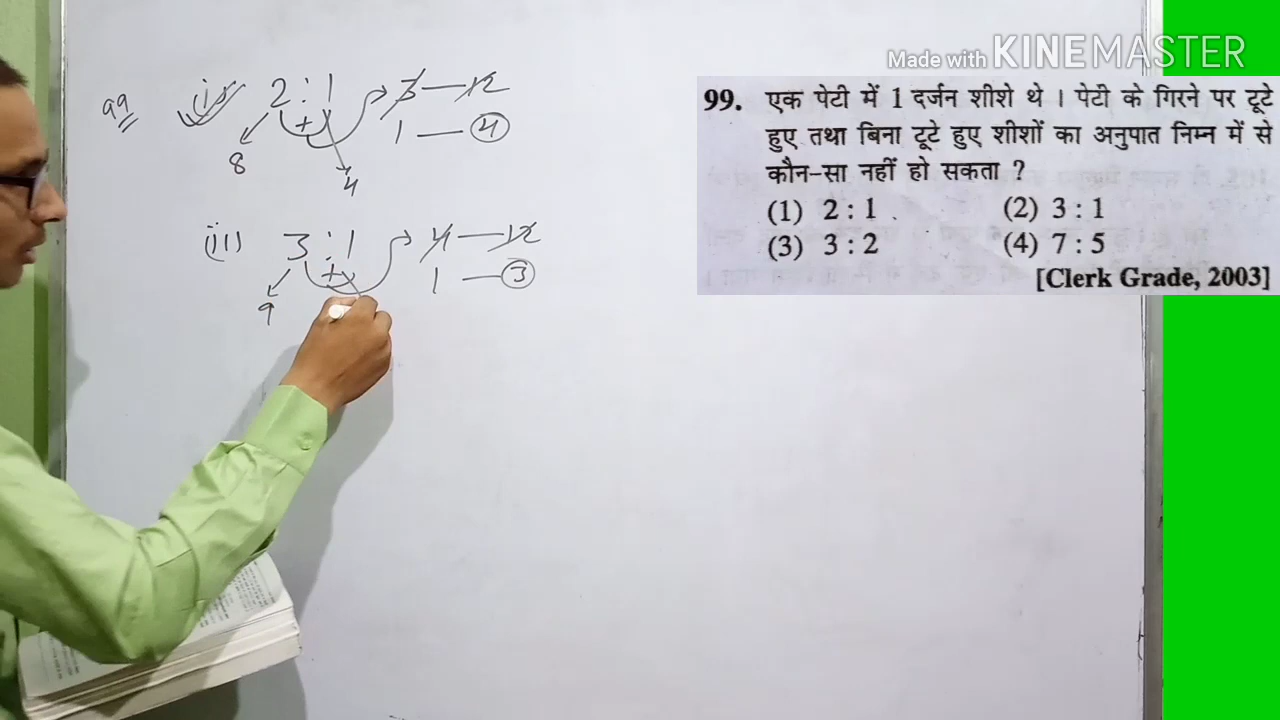 Made with KINEMASTER
99. एक पेटी में 1 दर्जन शीशे थे । पेटी के गिरने पर टूटे
हुए तथा बिना टूटे हुए शीशों का अनुपात निम्न में से
कौन-सा नहीं हो सकता ?
(1) 2 : 1 (2) 3 : 1
(3) 3 : 2 (4) 7 : 5
[Clerk Grade, 2003]
99 (i) 2 : 1 3 — 12
+ 1 — 4
8 4
(ii) 3 : 1 4 — 12
+ 1 — 3
9